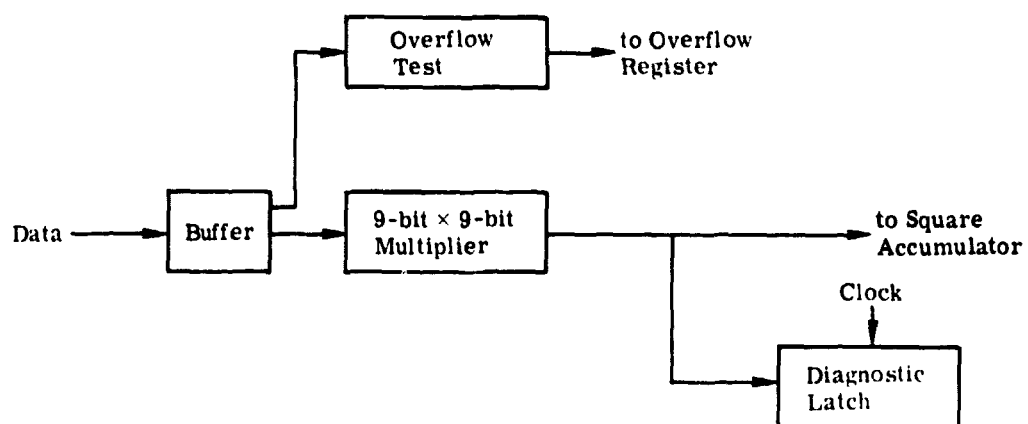 Overflow
Test
to Overflow
Register
Data
Buffer
9-bit × 9-bit
Multiplier
to Square
Accumulator
Clock
Diagnostic
Latch